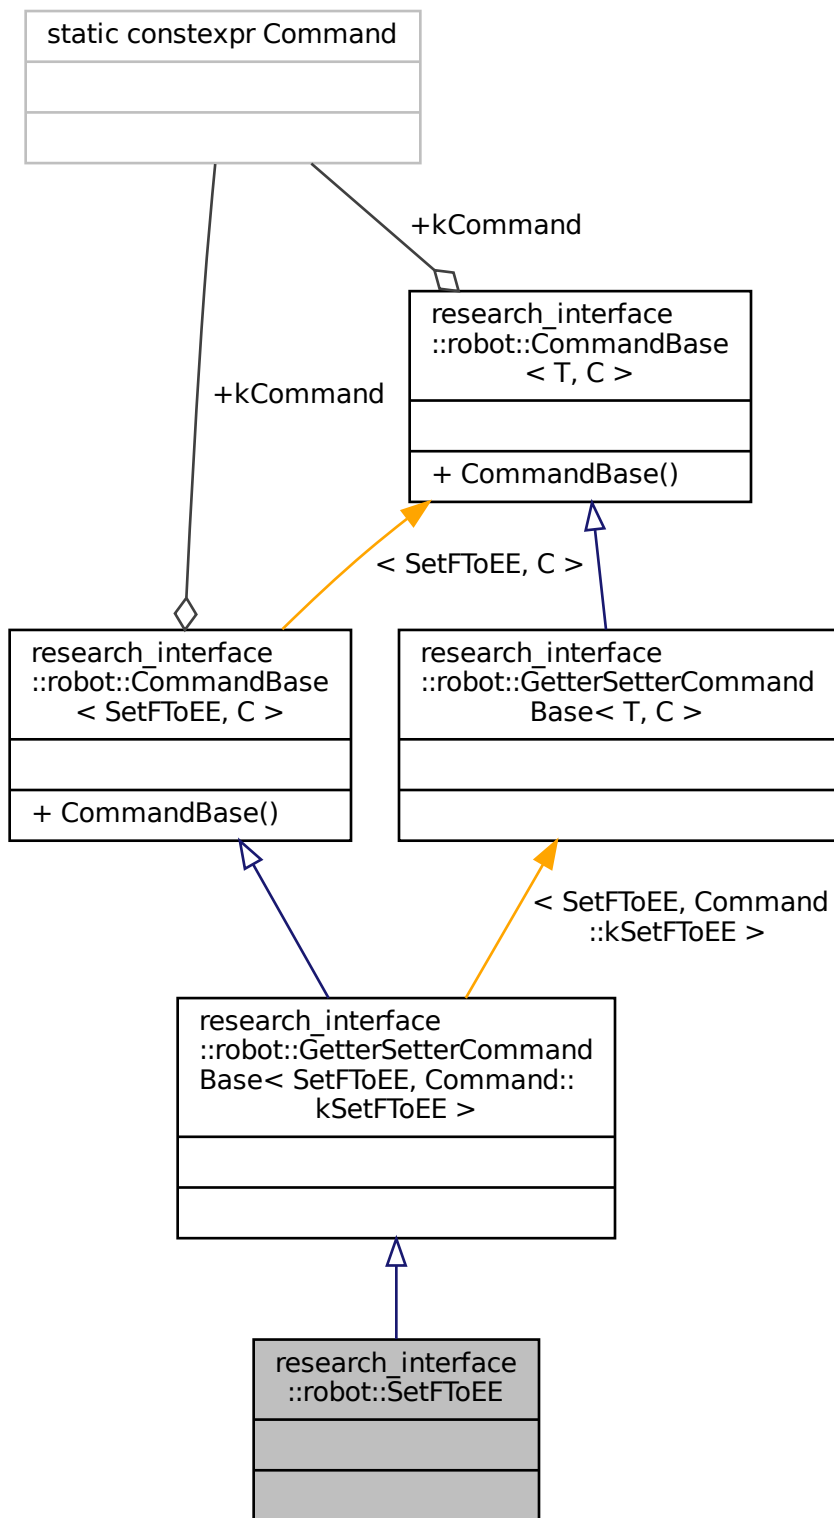 static constexpr Command
+kCommand
research_interface
::robot::CommandBase
< T, C >
+ CommandBase()
+kCommand
< SetFToEE, C >
research_interface
::robot::CommandBase
< SetFToEE, C >
+ CommandBase()
research_interface
::robot::GetterSetterCommand
Base< T, C >
< SetFToEE, Command
::kSetFToEE >
research_interface
::robot::GetterSetterCommand
Base< SetFToEE, Command::
kSetFToEE >
research_interface
::robot::SetFToEE